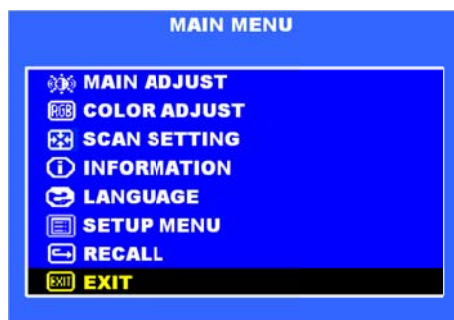 MAIN MENU
MAIN ADJUST
RGB COLOR ADJUST
SCAN SETTING
i INFORMATION
LANGUAGE
SETUP MENU
RECALL
EXIT EXIT